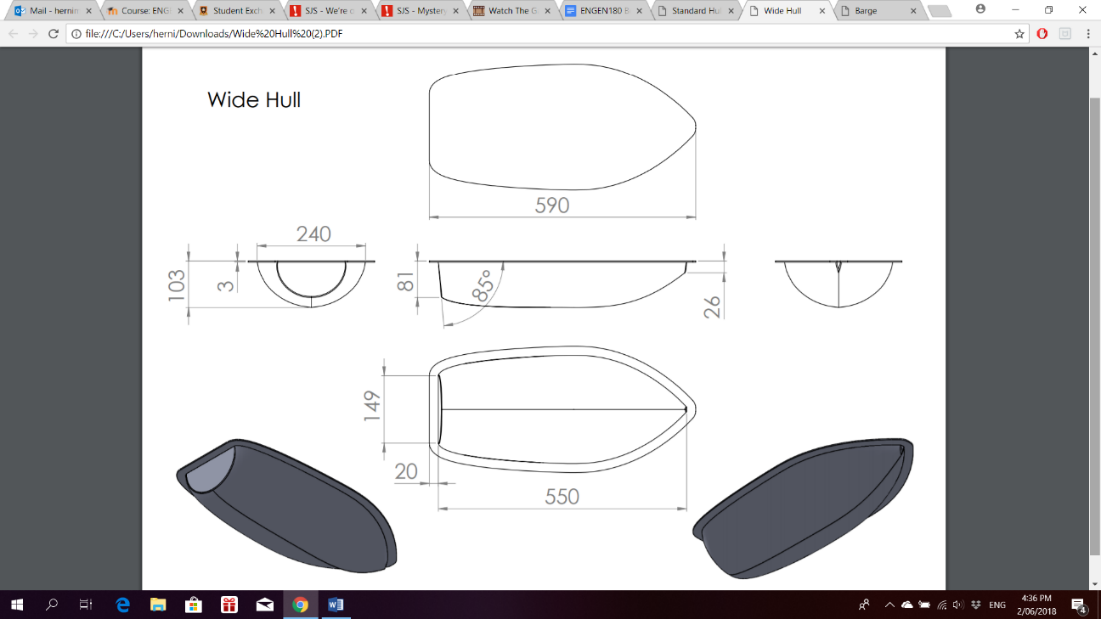 Mail - hernin
Course: ENG
Student Exch
SJS - We're c
SJS - Myster
Watch The G
ENGEN180 B
Standard Hu
Wide Hull
Barge
file:///C:/Users/herni/Downloads/Wide%20Hull%20(2).PDF
Wide Hull
590
240
103
3
81
85°
26
149
20
550
ENG
4:36 PM
2/06/2018
4